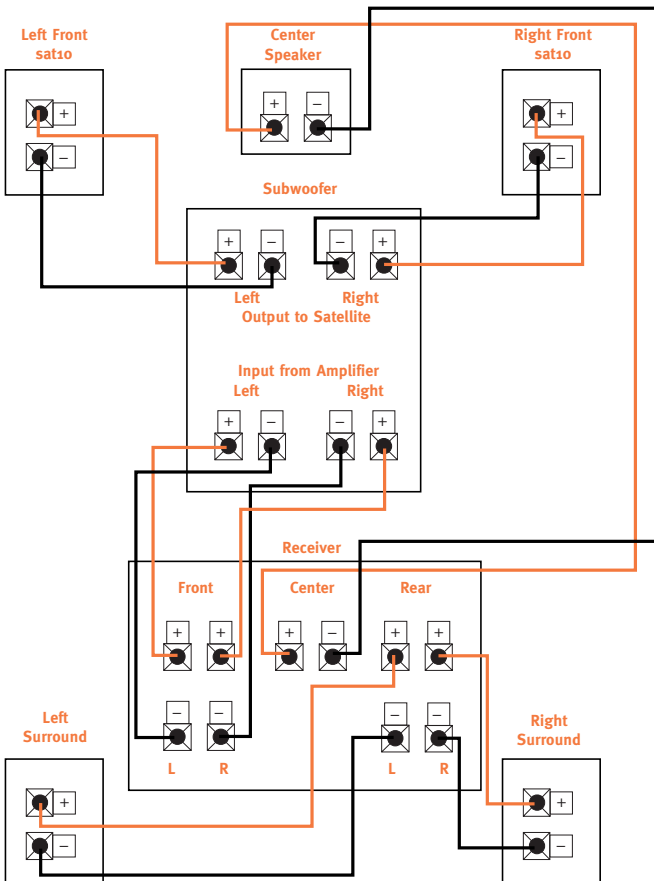 Left Front
sat10
Center
Speaker
Right Front
sat10
+
−
+
−
+
−
Subwoofer
+
−
−
+
Left
Right
Output to Satellite
Input from Amplifier
Left
Right
+
−
−
+
Receiver
Front
Center
Rear
+
+
+
−
+
+
−
−
−
−
L
R
L
R
Left
Surround
Right
Surround
+
−
+
−